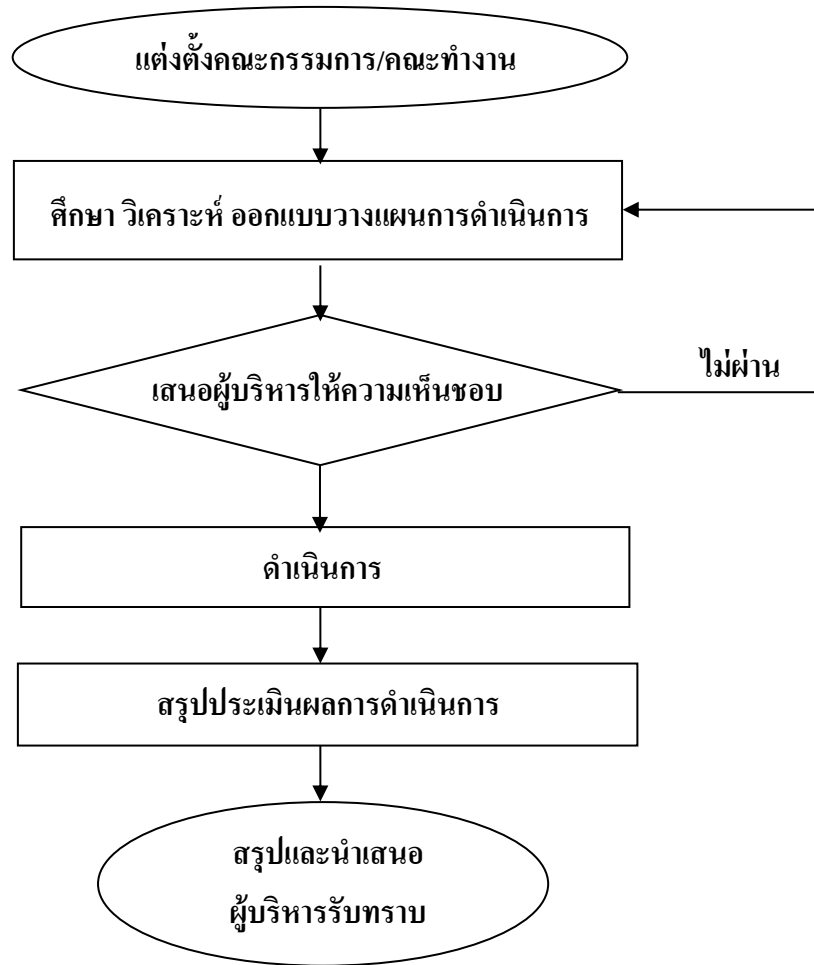 แต่งตั้งคณะกรรมการ/คณะทำงาน
ศึกษา วิเคราะห์ ออกแบบวางแผนการดำเนินการ
ไม่ผ่าน
เสนอผู้บริหารให้ความเห็นชอบ
ดำเนินการ
สรุปประเมินผลการดำเนินการ
สรุปและนำเสนอ
ผู้บริหารรับทราบ